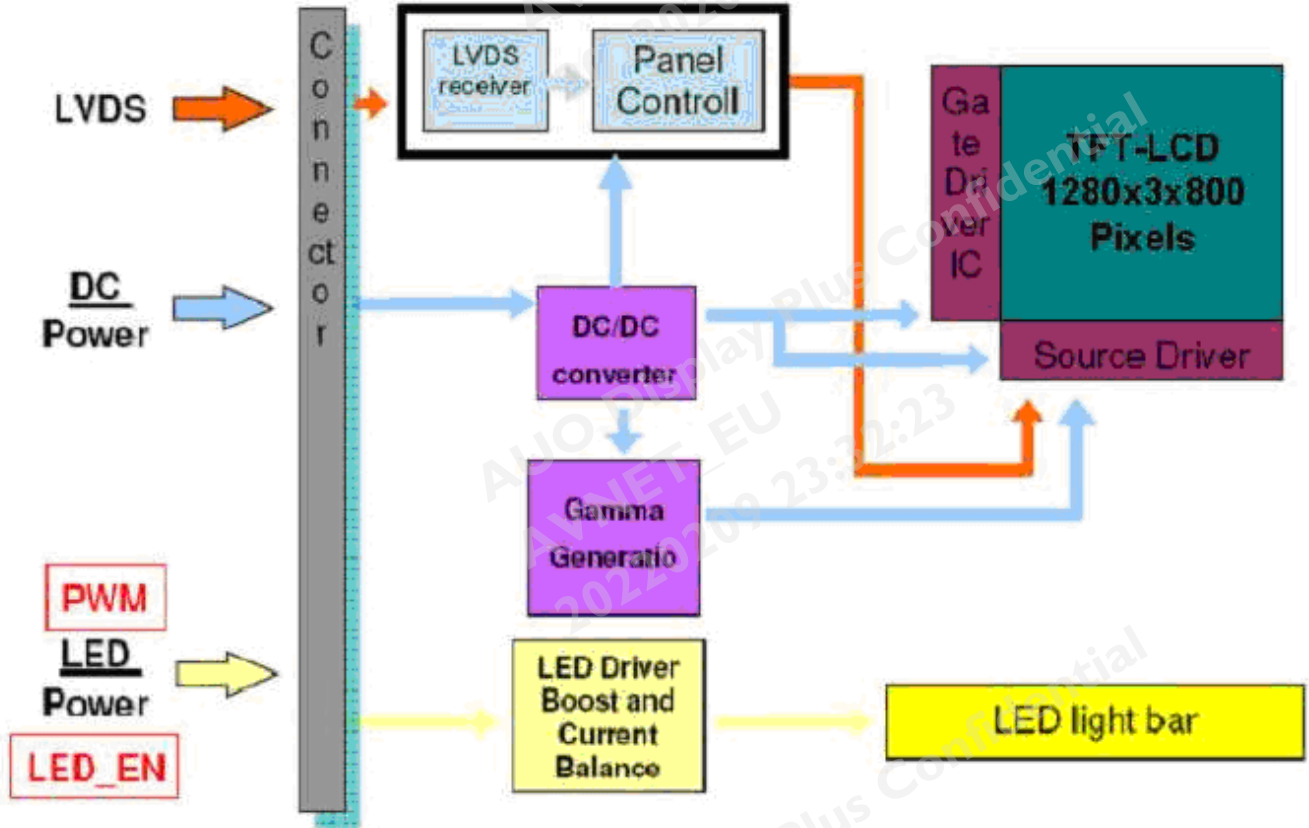 LVDS
DC
Power
PWM
LED
Power
LED_EN
Connector
LVDS
receiver
Panel
Controll
DC/DC
converter
Gamma
Generatio
LED Driver
Boost and
Current
Balance
Ga
te
Dri
ver
IC
TFT-LCD
1280x3x800
Pixels
Source Driver
LED light bar
AUO Display Plus Confidential
AVNET_EU
20220209 23:32:23
Plus Confidential